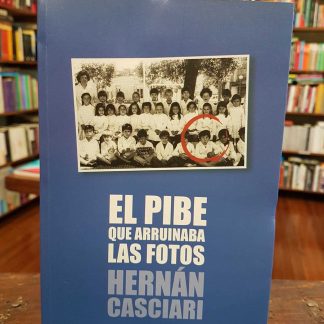 EL PIBE
QUE ARRUINABA
LAS FOTOS
HERNÁN
CASCIARI